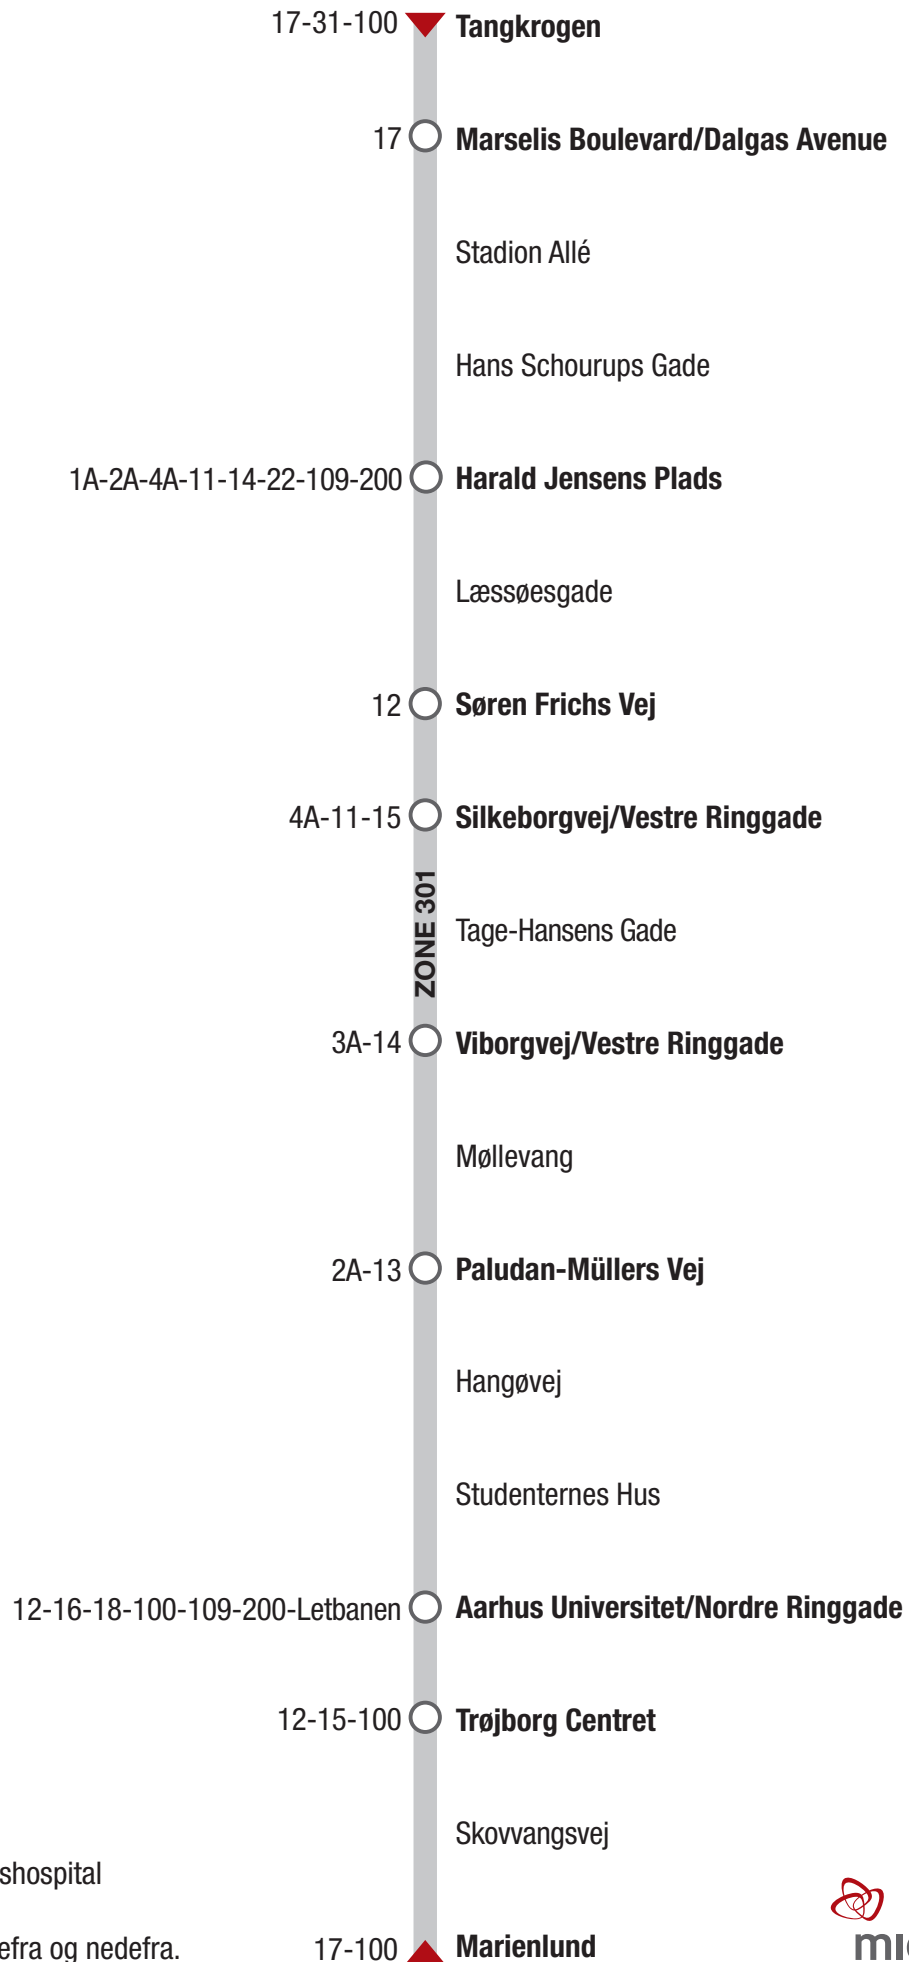 17-31-100 Tangkrogen
17 Marselis Boulevard/Dalgas Avenue
Stadion Allé
Hans Schourups Gade
1A-2A-4A-11-14-22-109-200 Harald Jensens Plads
Læssøesgade
12 Søren Frichs Vej
4A-11-15 Silkeborgvej/Vestre Ringgade
ZONE 301
Tage-Hansens Gade
3A-14 Viborgvej/Vestre Ringgade
Møllevang
2A-13 Paludan-Müllers Vej
Hangøvej
Studenternes Hus
12-16-18-100-109-200-Letbanen Aarhus Universitet/Nordre Ringgade
12-15-100 Trøjborg Centret
Skovvangsvej
shospital
efra og nedefra.
17-100 Marienlund